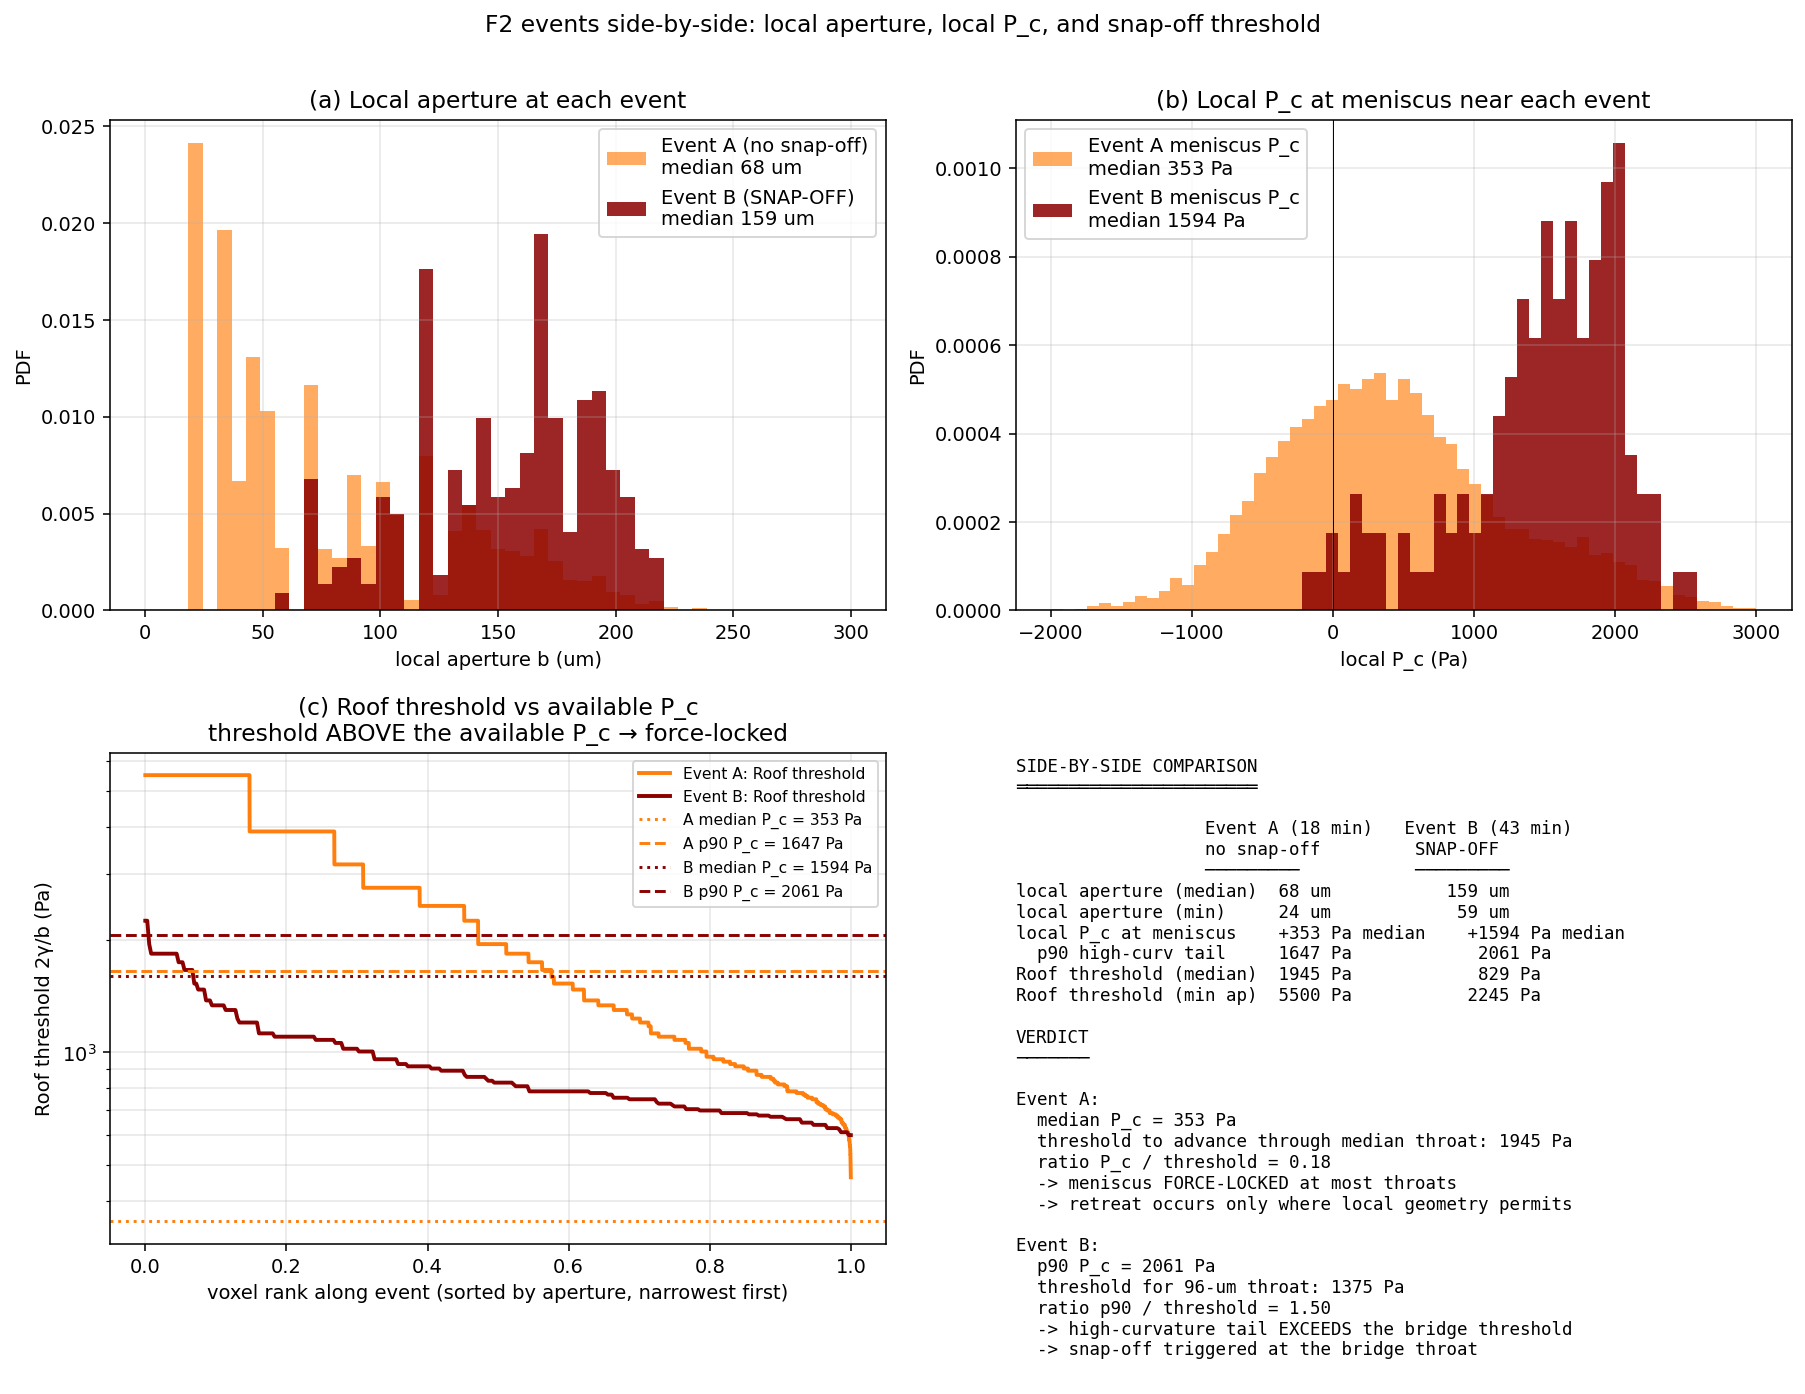 F2 events side-by-side: local aperture, local P_c, and snap-off threshold
(a) Local aperture at each event
Event A (no snap-off)
median 68 um
Event B (SNAP-OFF)
median 159 um
0.025
0.020
0.015
0.010
0.005
0.000
PDF
0
50
100
150
200
250
300
local aperture b (um)
(b) Local P_c at meniscus near each event
Event A meniscus P_c
median 353 Pa
Event B meniscus P_c
median 1594 Pa
0.0010
0.0008
0.0006
0.0004
0.0002
0.0000
PDF
−2000
−1000
0
1000
2000
3000
local P_c (Pa)
(c) Roof threshold vs available P_c
threshold ABOVE the available P_c → force-locked
Event A: Roof threshold
Event B: Roof threshold
A median P_c = 353 Pa
A p90 P_c = 1647 Pa
B median P_c = 1594 Pa
B p90 P_c = 2061 Pa
10³
Roof threshold 2γ/b (Pa)
0.0
0.2
0.4
0.6
0.8
1.0
voxel rank along event (sorted by aperture, narrowest first)
SIDE-BY-SIDE COMPARISON
Event A (18 min) Event B (43 min)
no snap-off SNAP-OFF
local aperture (median) 68 um 159 um
local aperture (min) 24 um 59 um
local P_c at meniscus +353 Pa median +1594 Pa median
p90 high-curv tail 1647 Pa 2061 Pa
Roof threshold (median) 1945 Pa 829 Pa
Roof threshold (min ap) 5500 Pa 2245 Pa
VERDICT
Event A:
median P_c = 353 Pa
threshold to advance through median throat: 1945 Pa
ratio P_c / threshold = 0.18
-> meniscus FORCE-LOCKED at most throats
-> retreat occurs only where local geometry permits
Event B:
p90 P_c = 2061 Pa
threshold for 96-um throat: 1375 Pa
ratio p90 / threshold = 1.50
-> high-curvature tail EXCEEDS the bridge threshold
-> snap-off triggered at the bridge throat